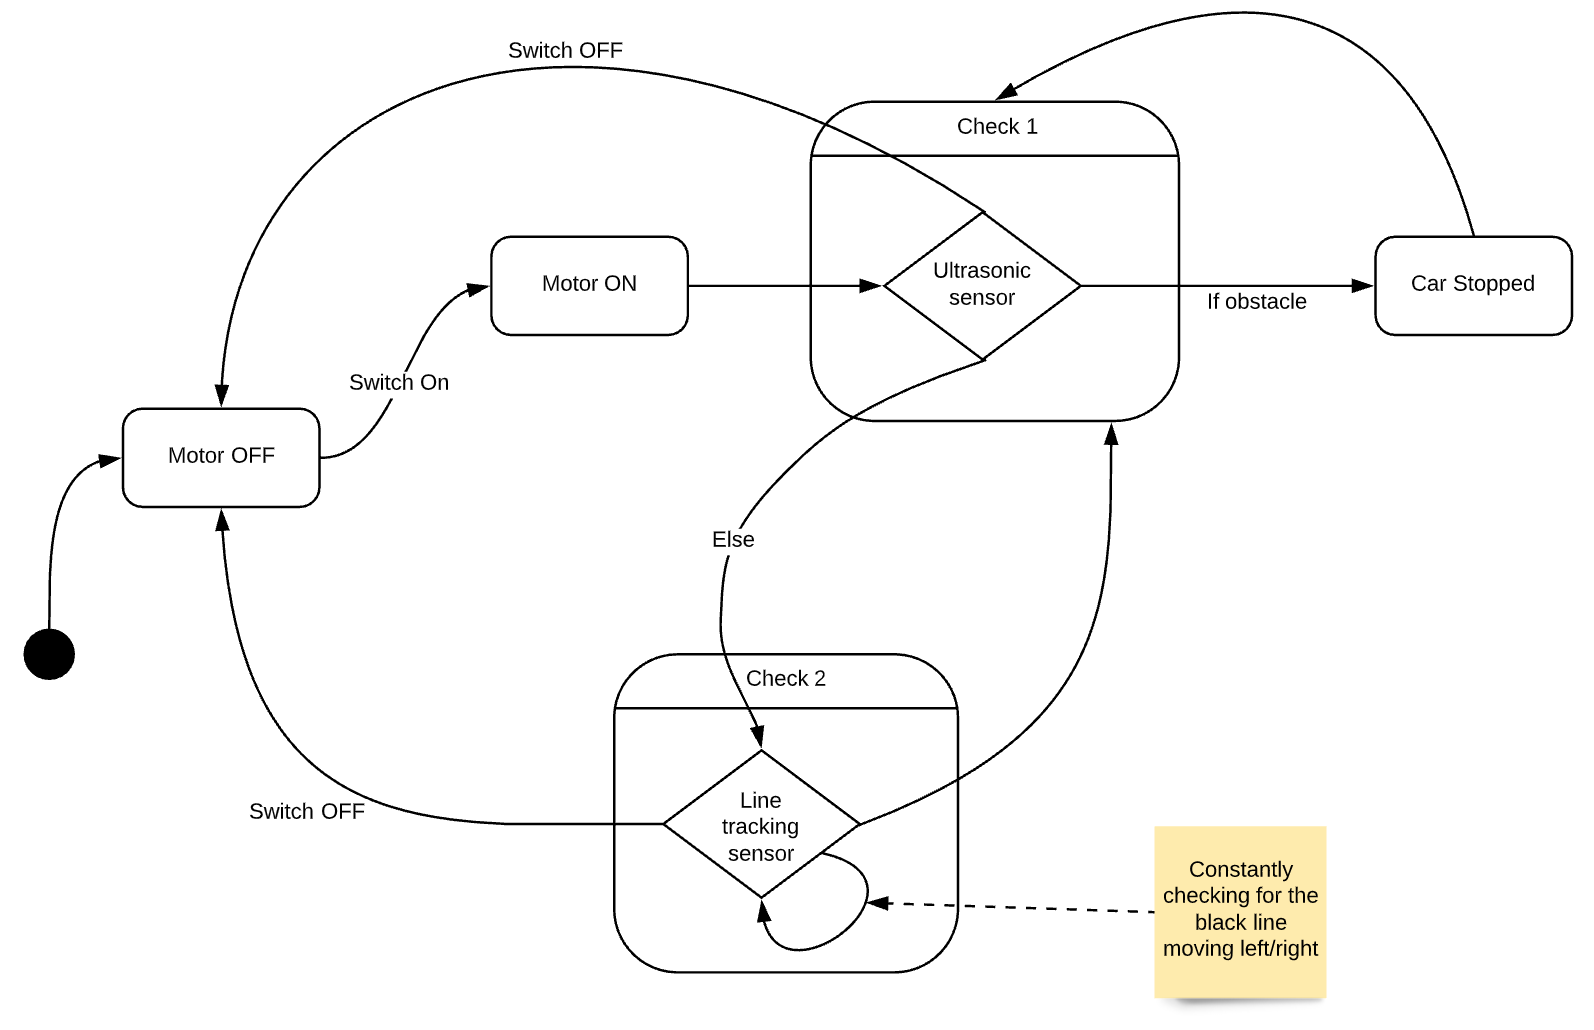 Switch OFF
Check 1
Ultrasonic
sensor
Motor ON
If obstacle
Car Stopped
Switch On
Motor OFF
Else
Check 2
Line
tracking
sensor
Switch OFF
Constantly
checking for the
black line
moving left/right